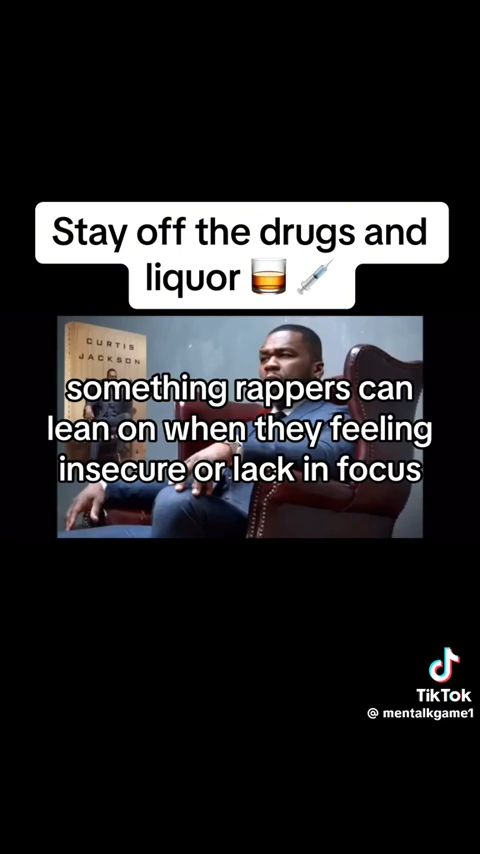 Stay off the drugs and
liquor 🥃 💉
CURTIS
JACKSON
something rappers can
lean on when they feeling
insecure or lack in focus
TikTok
@ mentalkgame1